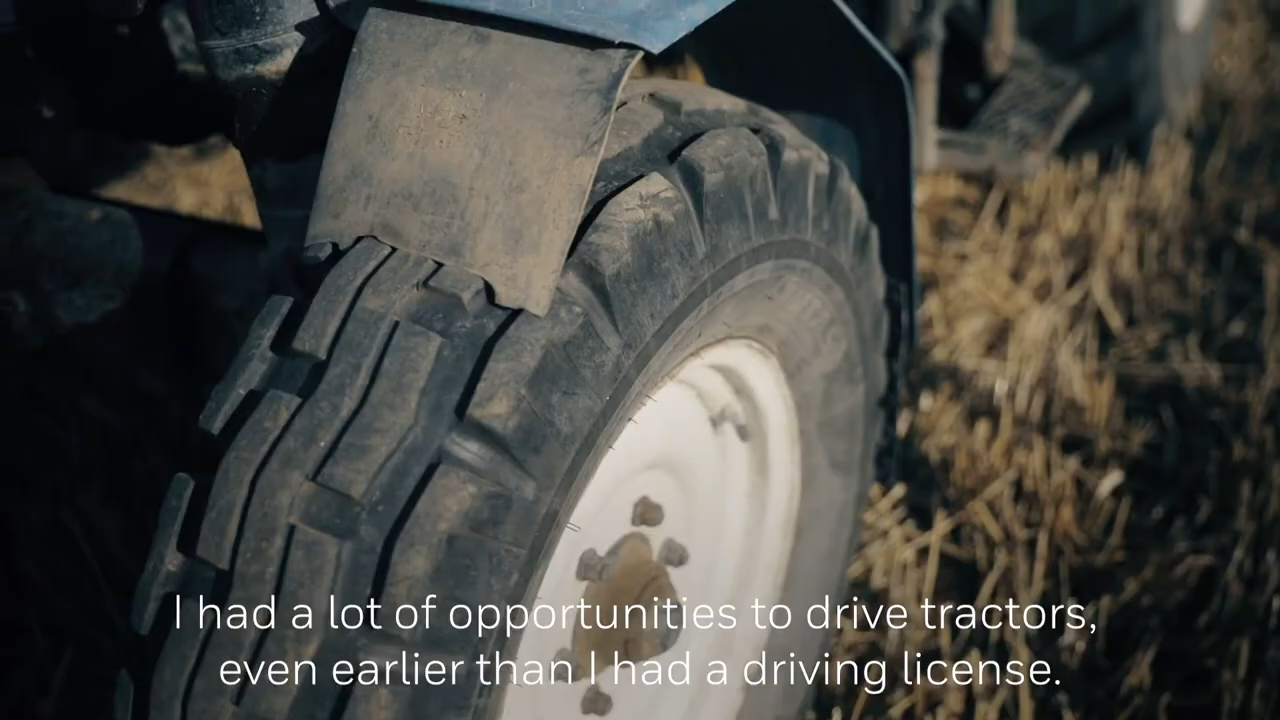 I had a lot of opportunities to drive tractors,
even earlier than I had a driving license.